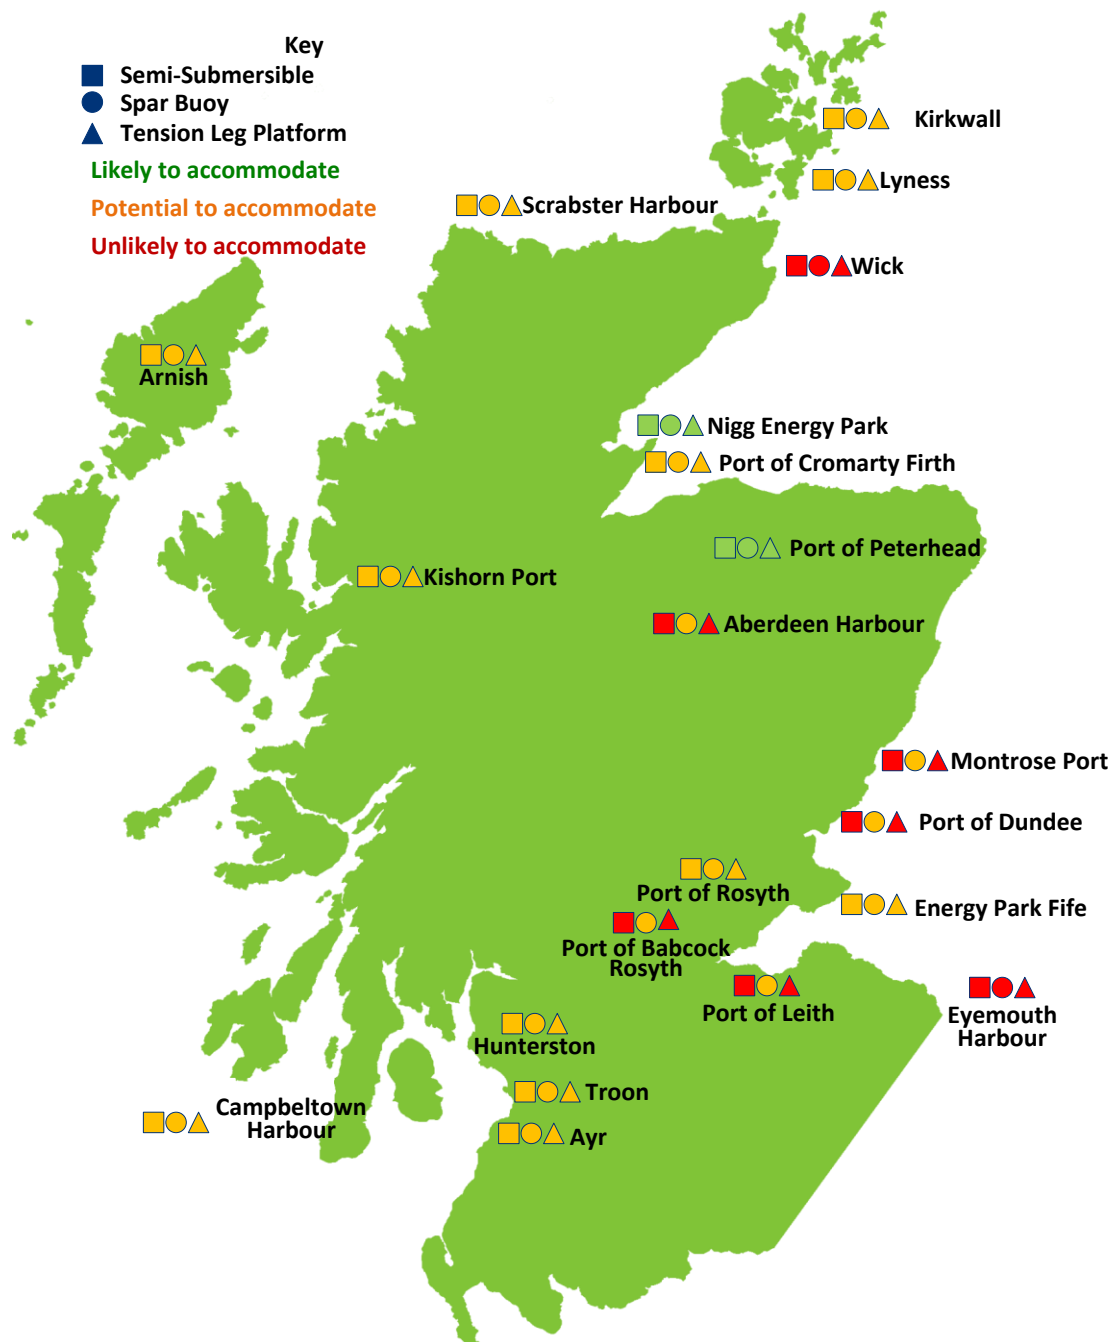 Key
Semi-Submersible
Spar Buoy
Tension Leg Platform
Likely to accommodate
Potential to accommodate
Unlikely to accommodate
Kirkwall
Lyness
Scrabster Harbour
Wick
Arnish
Nigg Energy Park
Port of Cromarty Firth
Port of Peterhead
Kishorn Port
Aberdeen Harbour
Montrose Port
Port of Dundee
Port of Rosyth
Energy Park Fife
Port of Babcock
Rosyth
Port of Leith
Eyemouth
Harbour
Hunterston
Troon
Campbeltown
Harbour
Ayr